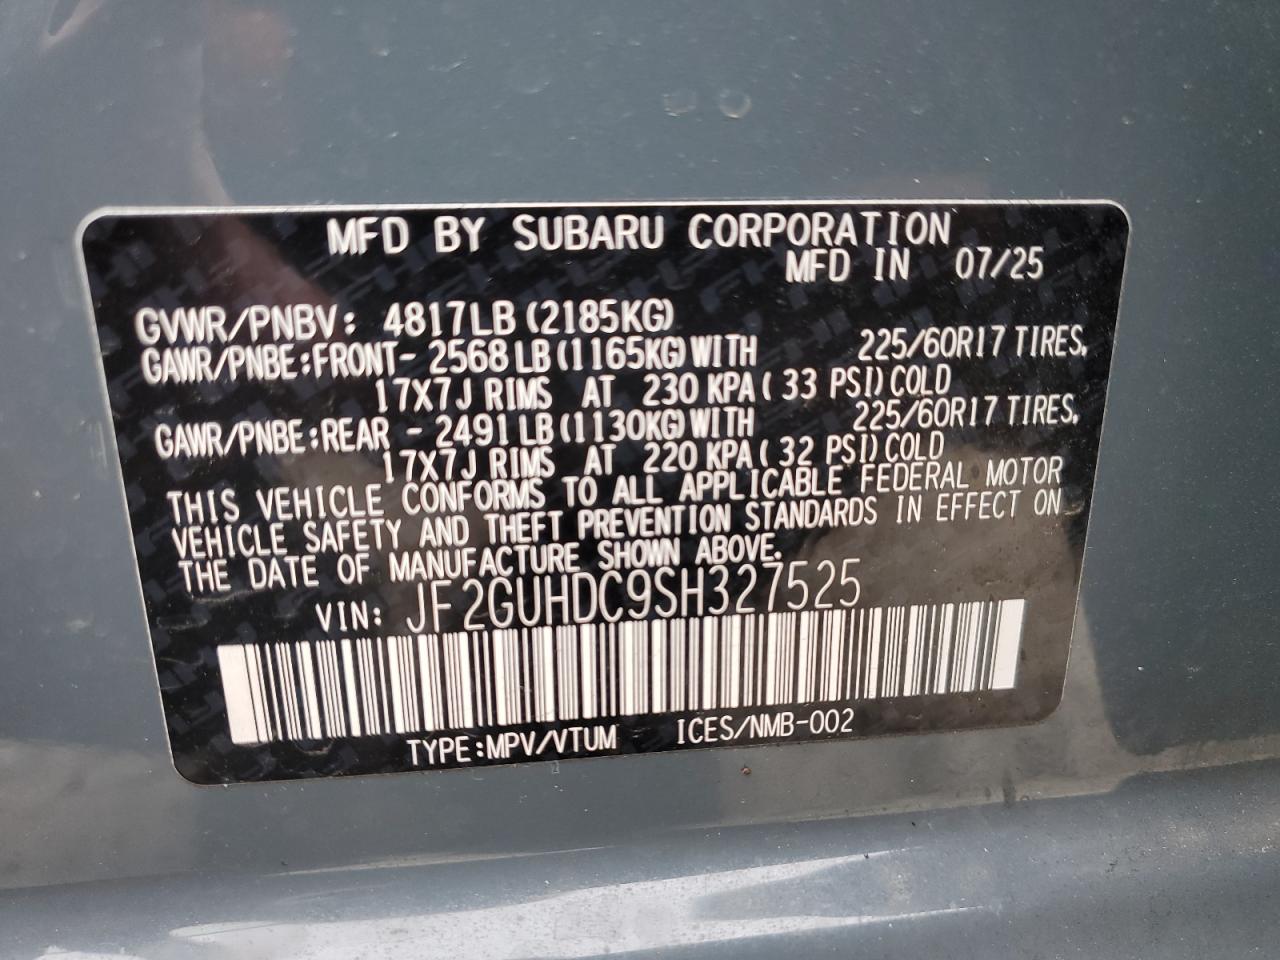 MFD BY SUBARU CORPORATION
MFD IN 07/25
GVWR/PNBV: 4817LB (2185KG)
GAWR/PNBE:FRONT- 2568 LB (1165KG) WITH 225/60R17 TIRES,
17X7J RIMS AT 230 KPA ( 33 PSI) COLD
GAWR/PNBE:REAR - 2491 LB (1130KG) WITH 225/60R17 TIRES,
17X7J RIMS AT 220 KPA ( 32 PSI) COLD
THIS VEHICLE CONFORMS TO ALL APPLICABLE FEDERAL MOTOR
VEHICLE SAFETY AND THEFT PREVENTION STANDARDS IN EFFECT ON
THE DATE OF MANUFACTURE SHOWN ABOVE.
VIN: JF2GUHDC9SH327525
TYPE:MPV/VTUM ICES/NMB-002